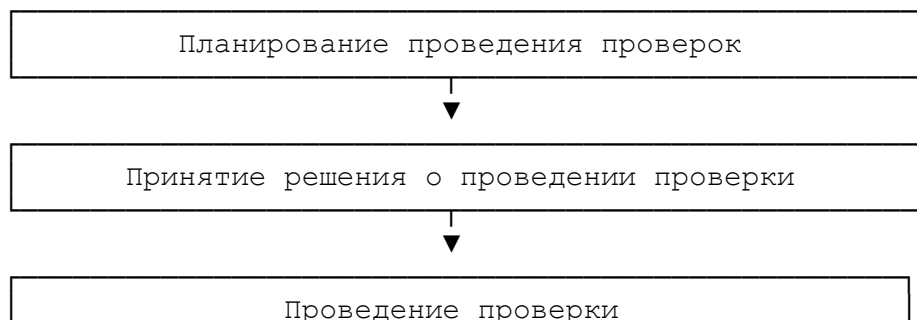 Планирование проведения проверок
Принятие решения о проведении проверки
Проведение проверки